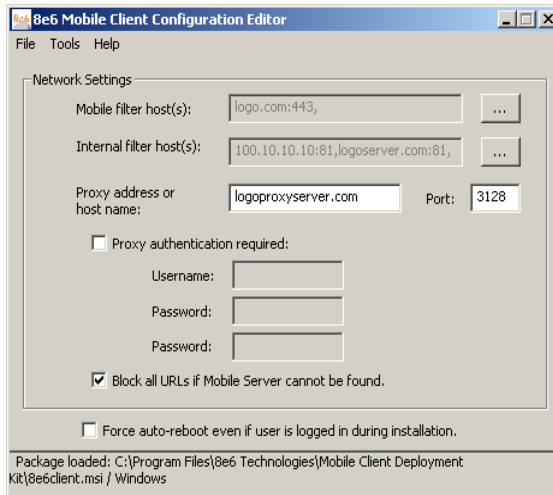 8e6 8e6 Mobile Client Configuration Editor
File Tools Help
Network Settings
Mobile filter host(s): logo.com:443, ...
Internal filter host(s): 100.10.10.10:81,logoserver.com:81, ...
Proxy address or
host name: logoproxyserver.com Port: 3128
Proxy authentication required:
Username:
Password:
Password:
Block all URLs if Mobile Server cannot be found.
Force auto-reboot even if user is logged in during installation.
Package loaded: C:\Program Files\8e6 Technologies\Mobile Client Deployment
Kit\8e6client.msi / Windows